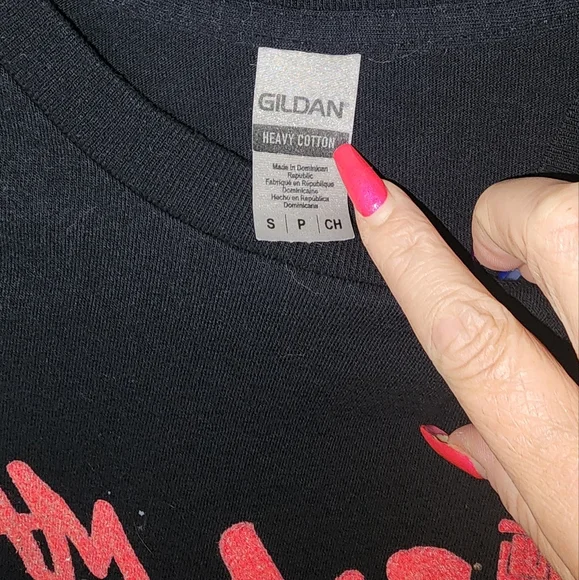 GILDAN
HEAVY COTTON
Made in Dominican
Republic
Fabriqué en République
Dominicaine
Hecho en República
Dominicana
S | P | CH